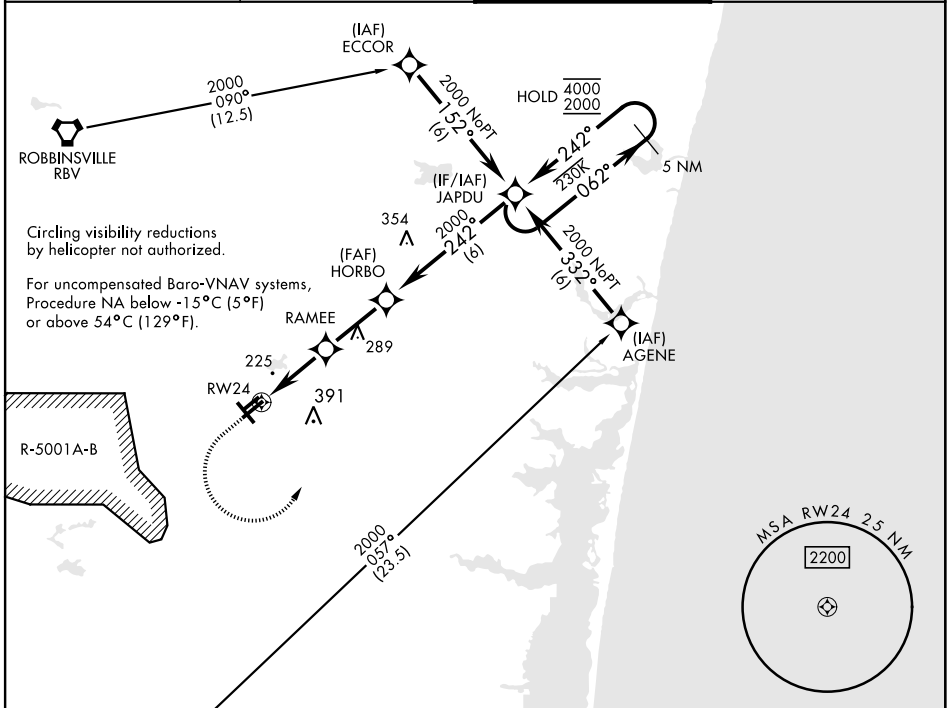 (IAF)
ECCOR
2000
090°
(12.5)
ROBBINSVILLE
RBV
2000 NoPT
152°
(6)
HOLD 4000
2000
242°
230K
062°
5 NM
(IF/IAF)
JAPDU
Circling visibility reductions
by helicopter not authorized.
For uncompensated Baro-VNAV systems,
Procedure NA below -15°C (5°F)
or above 54°C (129°F).
354
2000
242°
(6)
(FAF)
HORBO
2000 NoPT
332°
(6)
RAMEE
289
(IAF)
AGENE
225
RW24
391
R-5001A-B
2000
057°
(23.5)
MSA RW24 25 NM
2200